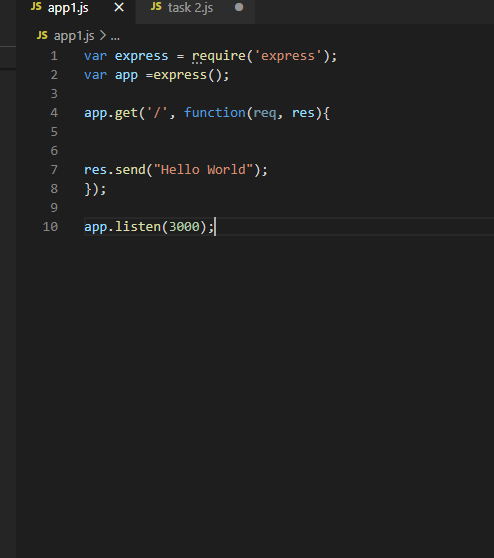 JS app1.js × JS task 2.js
JS app1.js > ...
1 var express = require('express');
2 var app =express();
3
4 app.get('/', function(req, res){
5
6
7 res.send("Hello World");
8 });
9
10 app.listen(3000);